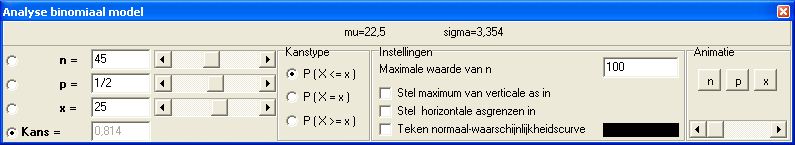 Analyse binomiaal model
mu=22,5 sigma=3,354
n = 45
p = 1/2
x = 25
Kans = 0,814
Kanstype
P ( X <= x )
P ( X = x )
P ( X >= x )
Instellingen
Maximale waarde van n 100
Stel maximum van verticale as in
Stel horizontale asgrenzen in
Teken normaal-waarschijnlijkheidscurve
Animatie
n p x